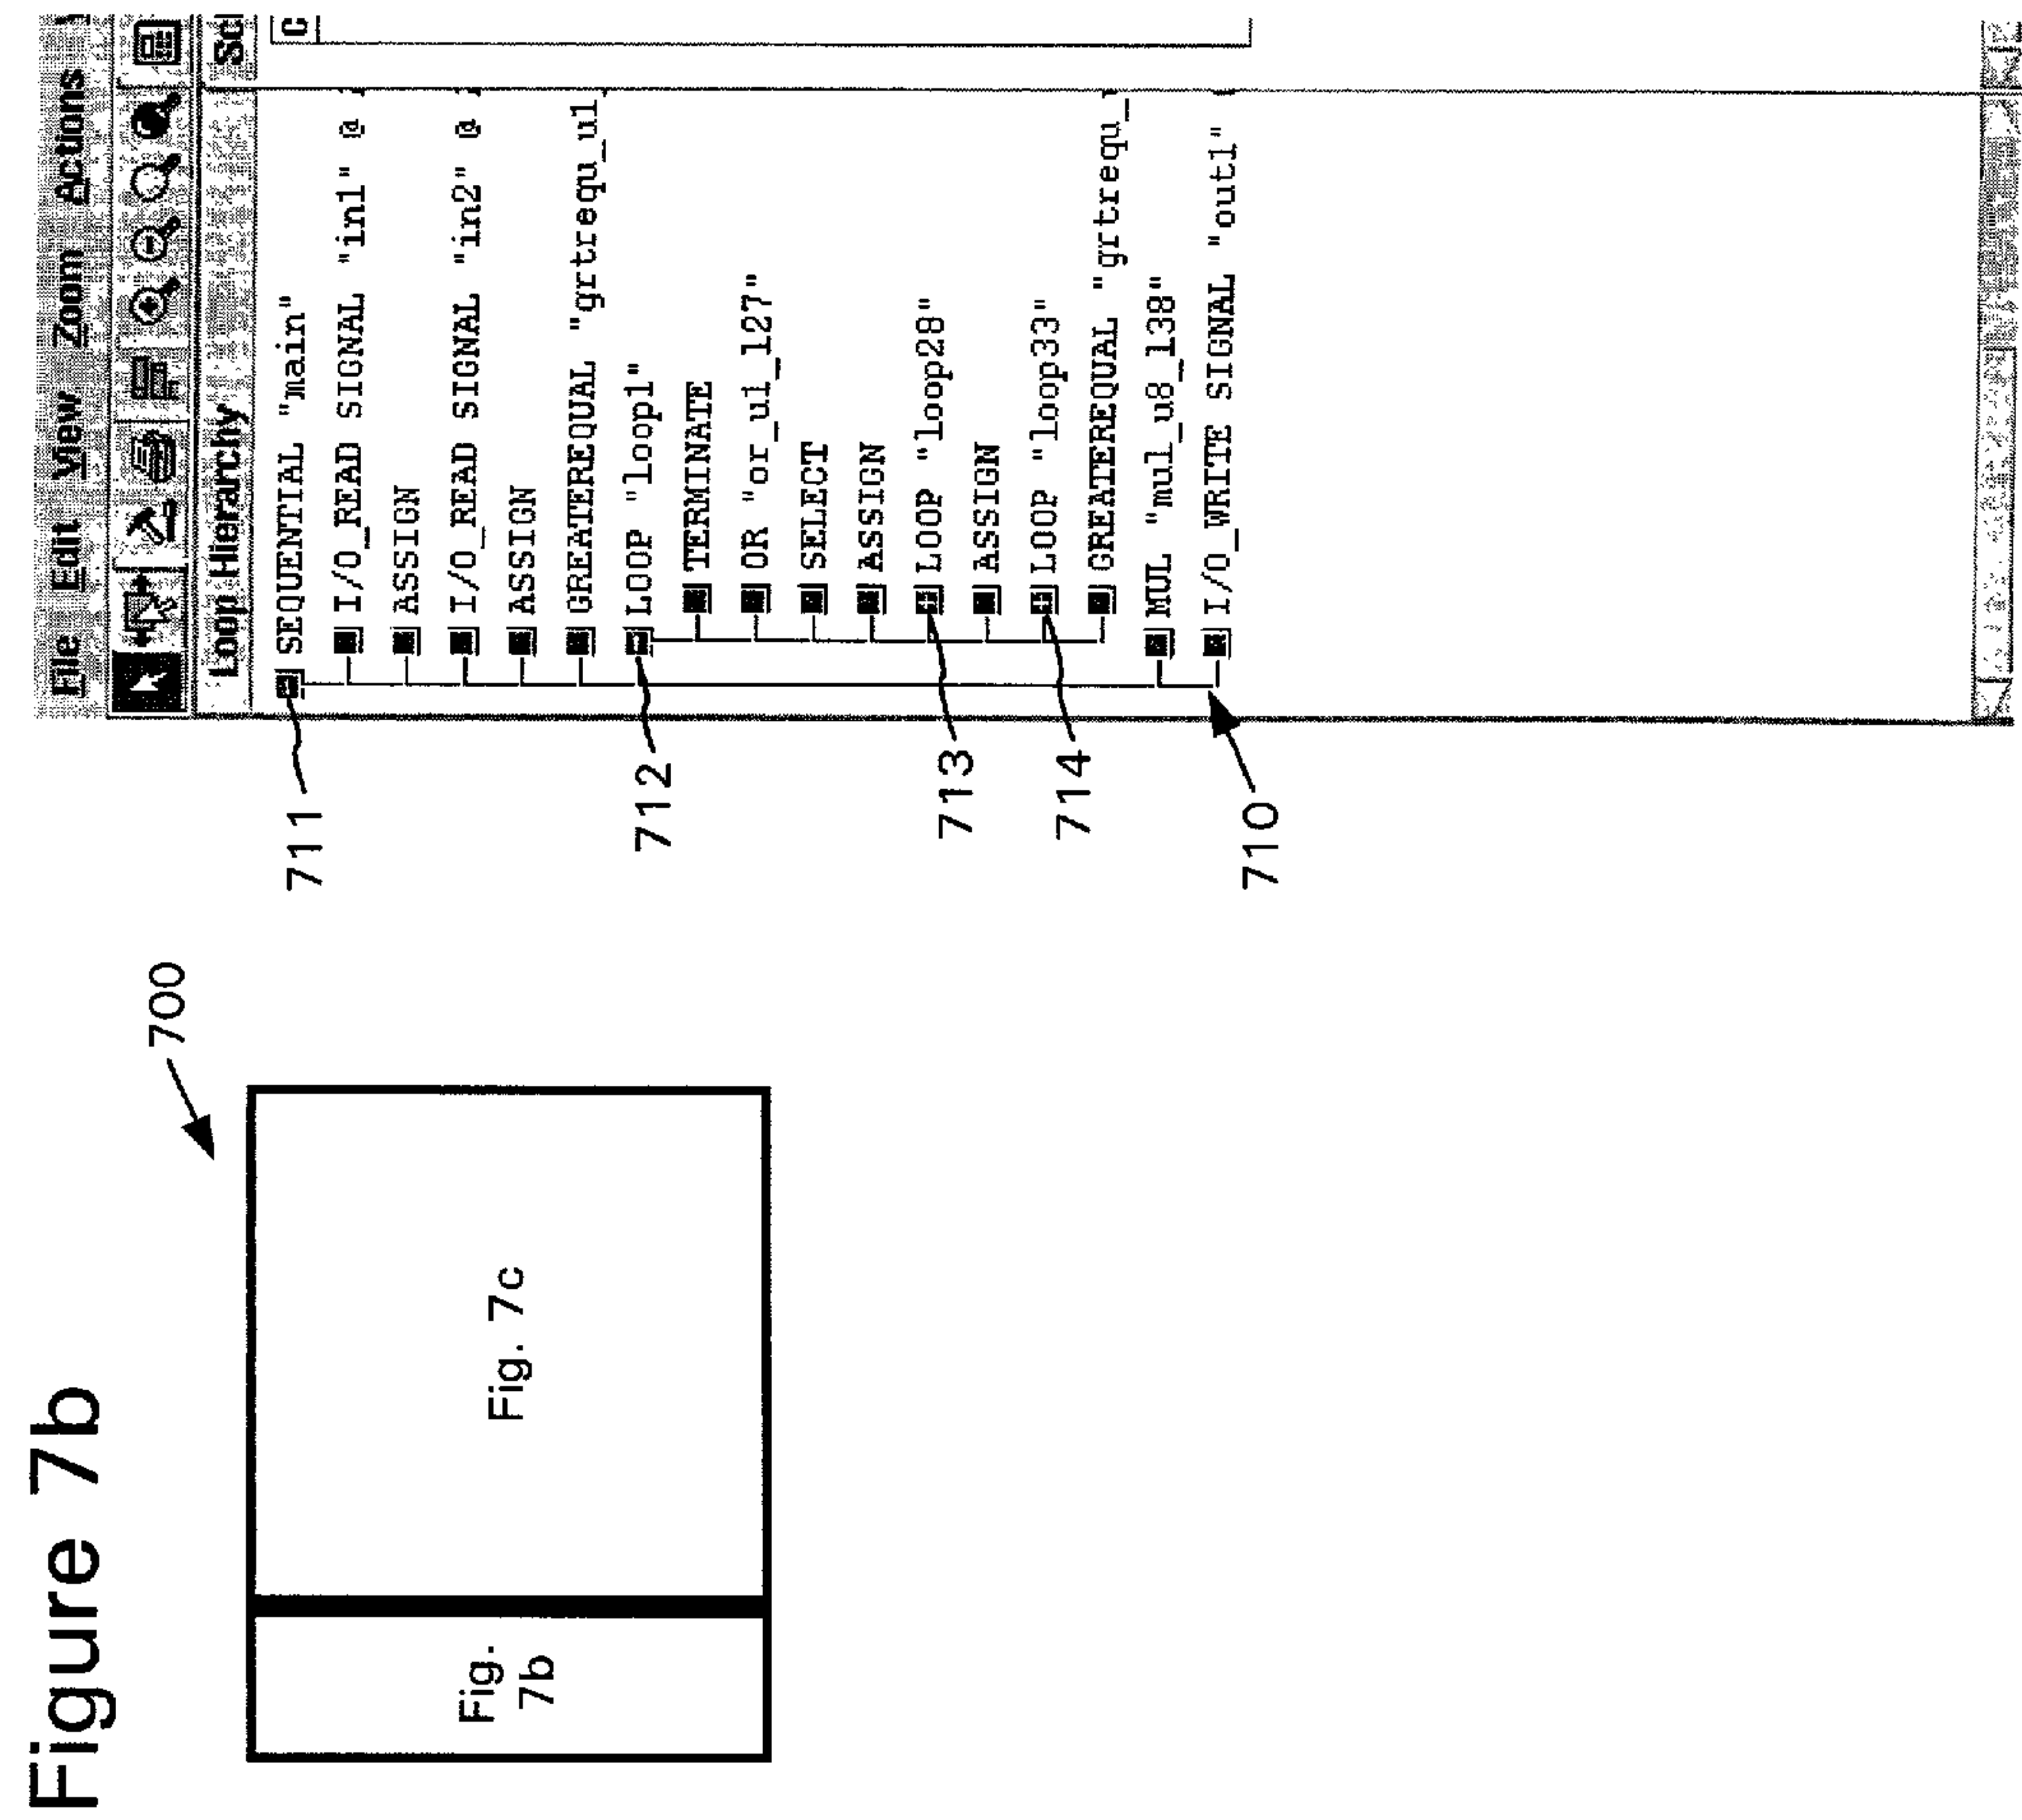 Figure 7b
700
Fig.
7b
Fig. 7c
File Edit View Zoom Actions
Loop Hierarchy
SEQUENTIAL "main"
I/O_READ SIGNAL "in1" @
ASSIGN
I/O_READ SIGNAL "in2" @
ASSIGN
GREATEREQUAL "grtrequ_u1
LOOP "loop1"
TERMINATE
OR "or_u1_127"
SELECT
ASSIGN
LOOP "loop28"
ASSIGN
LOOP "loop33"
GREATEREQUAL "grtrequ_
MUL "mul_u8_138"
I/O_WRITE SIGNAL "out1"
711
712
713
714
710